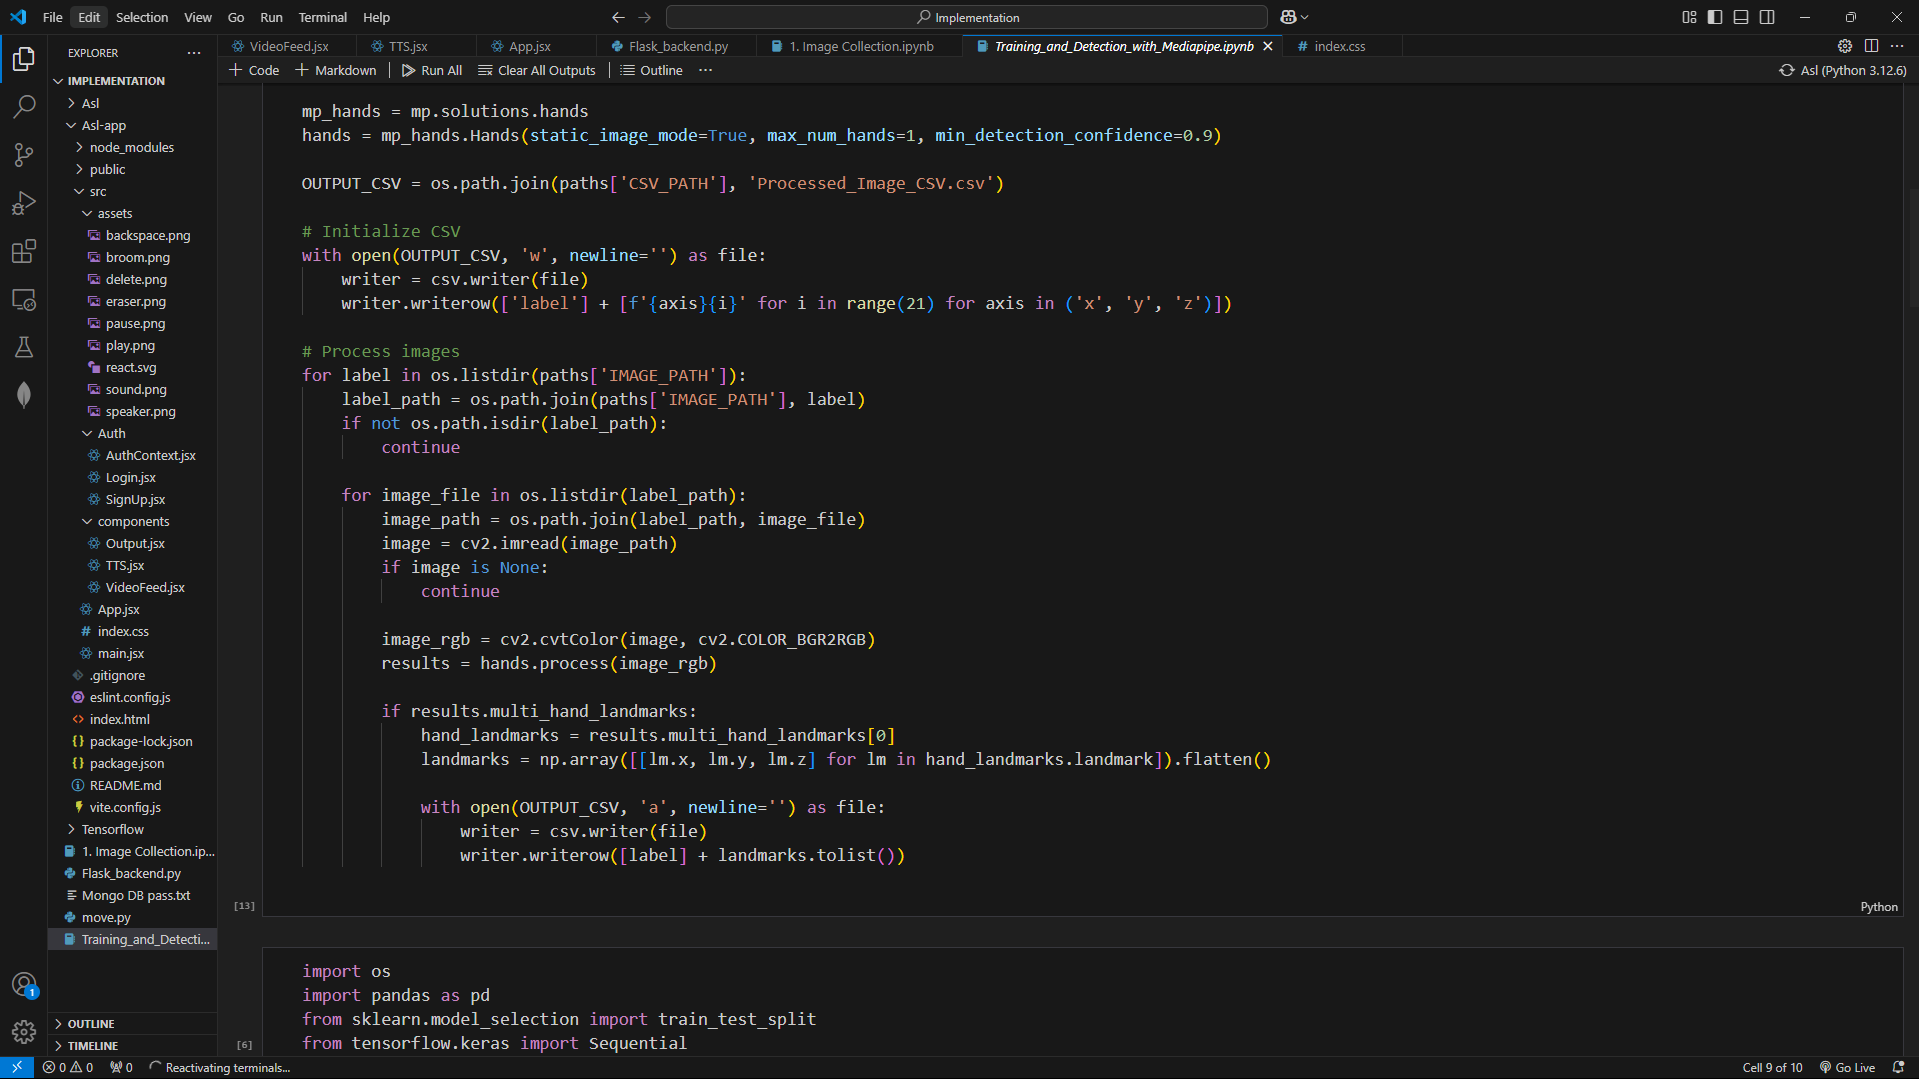 File Edit Selection View Go Run Terminal Help
Implementation
EXPLORER
IMPLEMENTATION
Asl
Asl-app
node_modules
public
src
assets
backspace.png
broom.png
delete.png
eraser.png
pause.png
play.png
react.svg
sound.png
speaker.png
Auth
AuthContext.jsx
Login.jsx
SignUp.jsx
components
Output.jsx
TTS.jsx
VideoFeed.jsx
App.jsx
index.css
main.jsx
.gitignore
eslint.config.js
index.html
package-lock.json
package.json
README.md
vite.config.js
Tensorflow
1. Image Collection.ip...
Flask_backend.py
Mongo DB pass.txt
move.py
Training_and_Detecti...
OUTLINE
TIMELINE
VideoFeed.jsx TTS.jsx App.jsx Flask_backend.py 1. Image Collection.ipynb Training_and_Detection_with_Mediapipe.ipynb index.css
Code Markdown Run All Clear All Outputs Outline ... Asl (Python 3.12.6)
mp_hands = mp.solutions.hands
hands = mp_hands.Hands(static_image_mode=True, max_num_hands=1, min_detection_confidence=0.9)
OUTPUT_CSV = os.path.join(paths['CSV_PATH'], 'Processed_Image_CSV.csv')
# Initialize CSV
with open(OUTPUT_CSV, 'w', newline='') as file:
writer = csv.writer(file)
writer.writerow(['label'] + [f'{axis}{i}' for i in range(21) for axis in ('x', 'y', 'z')])
# Process images
for label in os.listdir(paths['IMAGE_PATH']):
label_path = os.path.join(paths['IMAGE_PATH'], label)
if not os.path.isdir(label_path):
continue
for image_file in os.listdir(label_path):
image_path = os.path.join(label_path, image_file)
image = cv2.imread(image_path)
if image is None:
continue
image_rgb = cv2.cvtColor(image, cv2.COLOR_BGR2RGB)
results = hands.process(image_rgb)
if results.multi_hand_landmarks:
hand_landmarks = results.multi_hand_landmarks[0]
landmarks = np.array([[lm.x, lm.y, lm.z] for lm in hand_landmarks.landmark]).flatten()
with open(OUTPUT_CSV, 'a', newline='') as file:
writer = csv.writer(file)
writer.writerow([label] + landmarks.tolist())
[13]
Python
import os
import pandas as pd
from sklearn.model_selection import train_test_split
from tensorflow.keras import Sequential
[6]
1
0 0 0 Reactivating terminals... Cell 9 of 10 Go Live